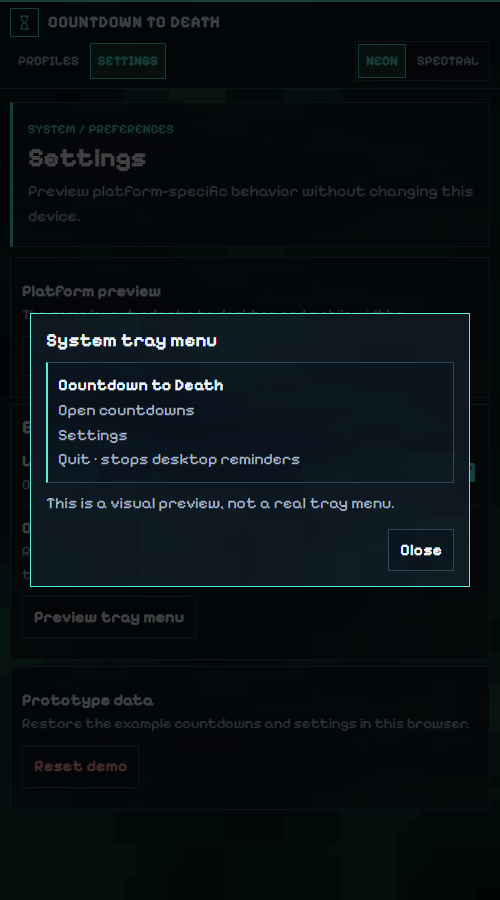 COUNTDOWN TO DEATH
PROFILES
SETTINGS
NEON
SPECTRAL
SYSTEM / PREFERENCES
Settings
Preview platform-specific behavior without changing this
device.
Platform preview
System tray menu
Countdown to Death
Open countdowns
Settings
Quit · stops desktop reminders
This is a visual preview, not a real tray menu.
Close
Preview tray menu
Prototype data
Restore the example countdowns and settings in this browser.
Reset demo